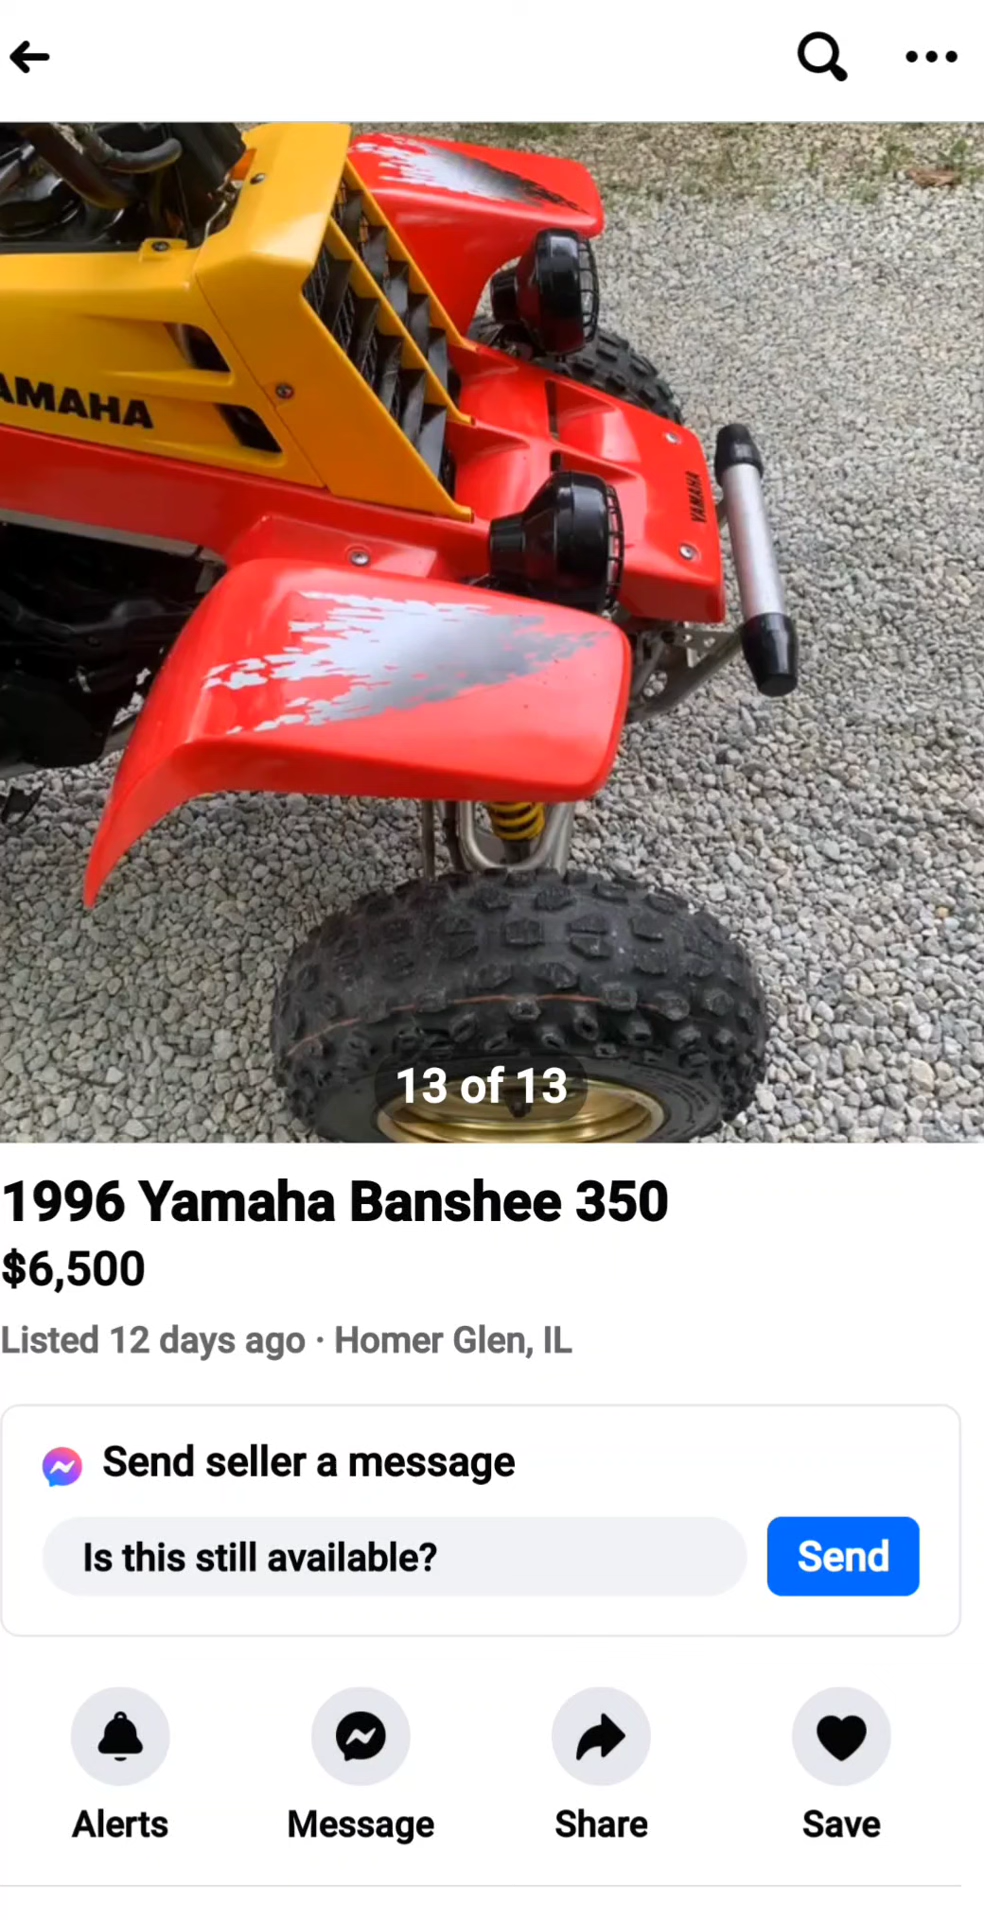 AMAHA
YAMAHA
13 of 13
1996 Yamaha Banshee 350
$6,500
Listed 12 days ago · Homer Glen, IL
Send seller a message
Is this still available?
Send
Alerts
Message
Share
Save